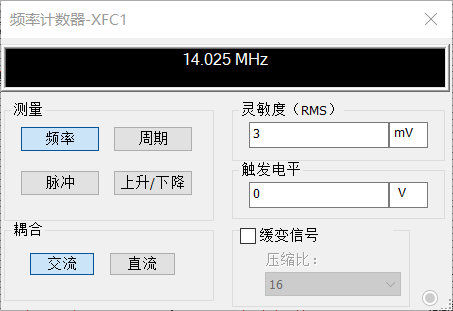 频率计数器-XFC1
14.025 MHz
测量
频率 周期
脉冲 上升/下降
耦合
交流 直流
灵敏度（RMS）
3 mV
触发电平
0 V
缓变信号
压缩比：
16